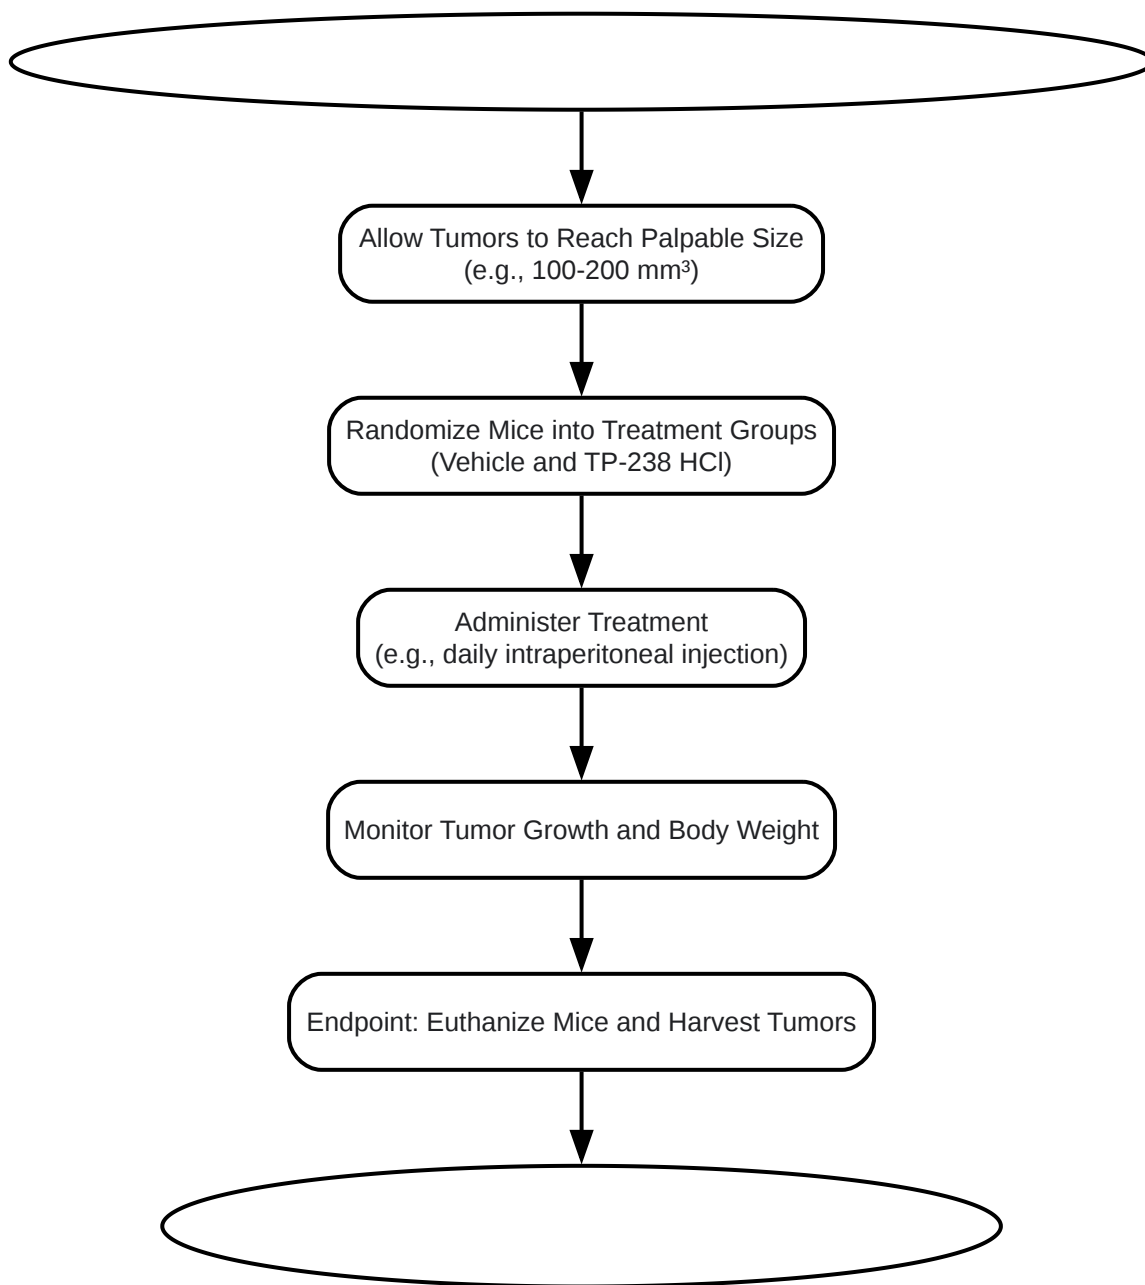 Allow Tumors to Reach Palpable Size
(e.g., 100-200 mm³)
Randomize Mice into Treatment Groups
(Vehicle and TP-238 HCl)
Administer Treatment
(e.g., daily intraperitoneal injection)
Monitor Tumor Growth and Body Weight
Endpoint: Euthanize Mice and Harvest Tumors